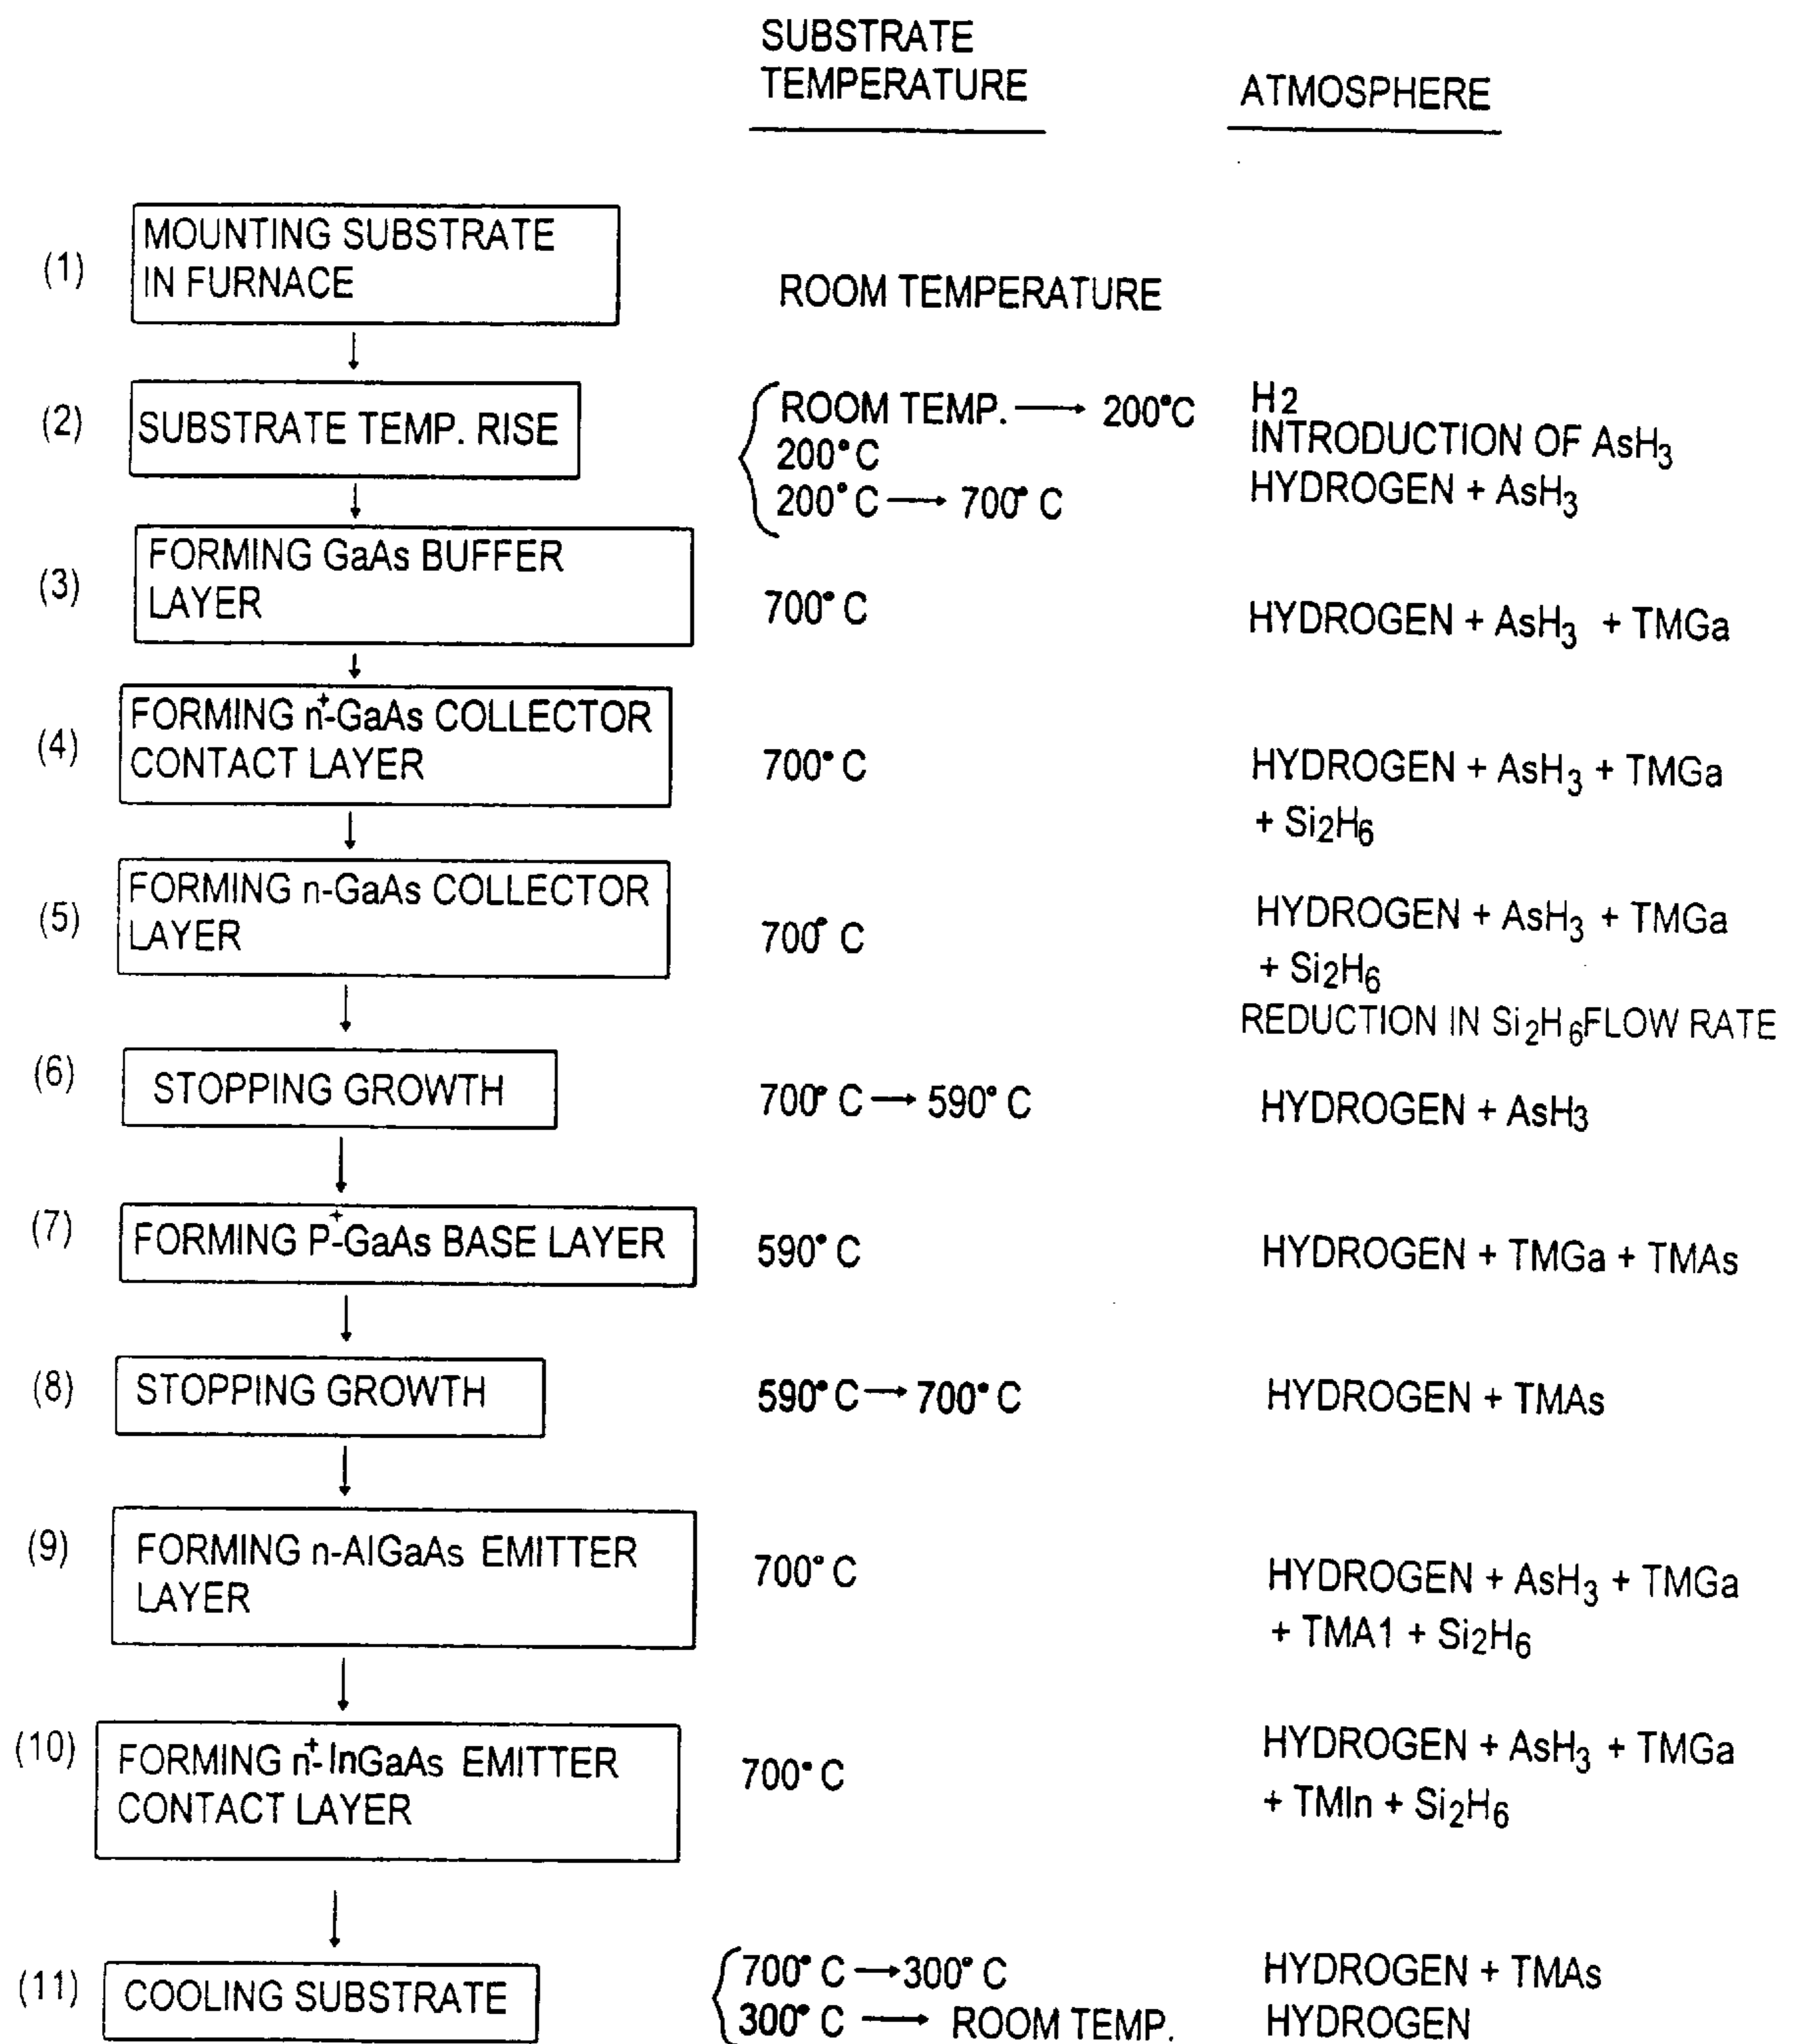 SUBSTRATE
TEMPERATURE
ATMOSPHERE
(1)
MOUNTING SUBSTRATE
IN FURNACE
ROOM TEMPERATURE
(2)
SUBSTRATE TEMP. RISE
ROOM TEMP. → 200°C
200°C
200°C → 700°C
H2
INTRODUCTION OF AsH3
HYDROGEN + AsH3
(3)
FORMING GaAs BUFFER
LAYER
700°C
HYDROGEN + AsH3 + TMGa
(4)
FORMING n+-GaAs COLLECTOR
CONTACT LAYER
700°C
HYDROGEN + AsH3 + TMGa
+ Si2H6
(5)
FORMING n-GaAs COLLECTOR
LAYER
700°C
HYDROGEN + AsH3 + TMGa
+ Si2H6
REDUCTION IN Si2H6 FLOW RATE
(6)
STOPPING GROWTH
700°C → 590°C
HYDROGEN + AsH3
(7)
FORMING P+-GaAs BASE LAYER
590°C
HYDROGEN + TMGa + TMAs
(8)
STOPPING GROWTH
590°C → 700°C
HYDROGEN + TMAs
(9)
FORMING n-AlGaAs EMITTER
LAYER
700°C
HYDROGEN + AsH3 + TMGa
+ TMA1 + Si2H6
(10)
FORMING n+-InGaAs EMITTER
CONTACT LAYER
700°C
HYDROGEN + AsH3 + TMGa
+ TMIn + Si2H6
(11)
COOLING SUBSTRATE
700°C → 300°C
300°C → ROOM TEMP.
HYDROGEN + TMAs
HYDROGEN